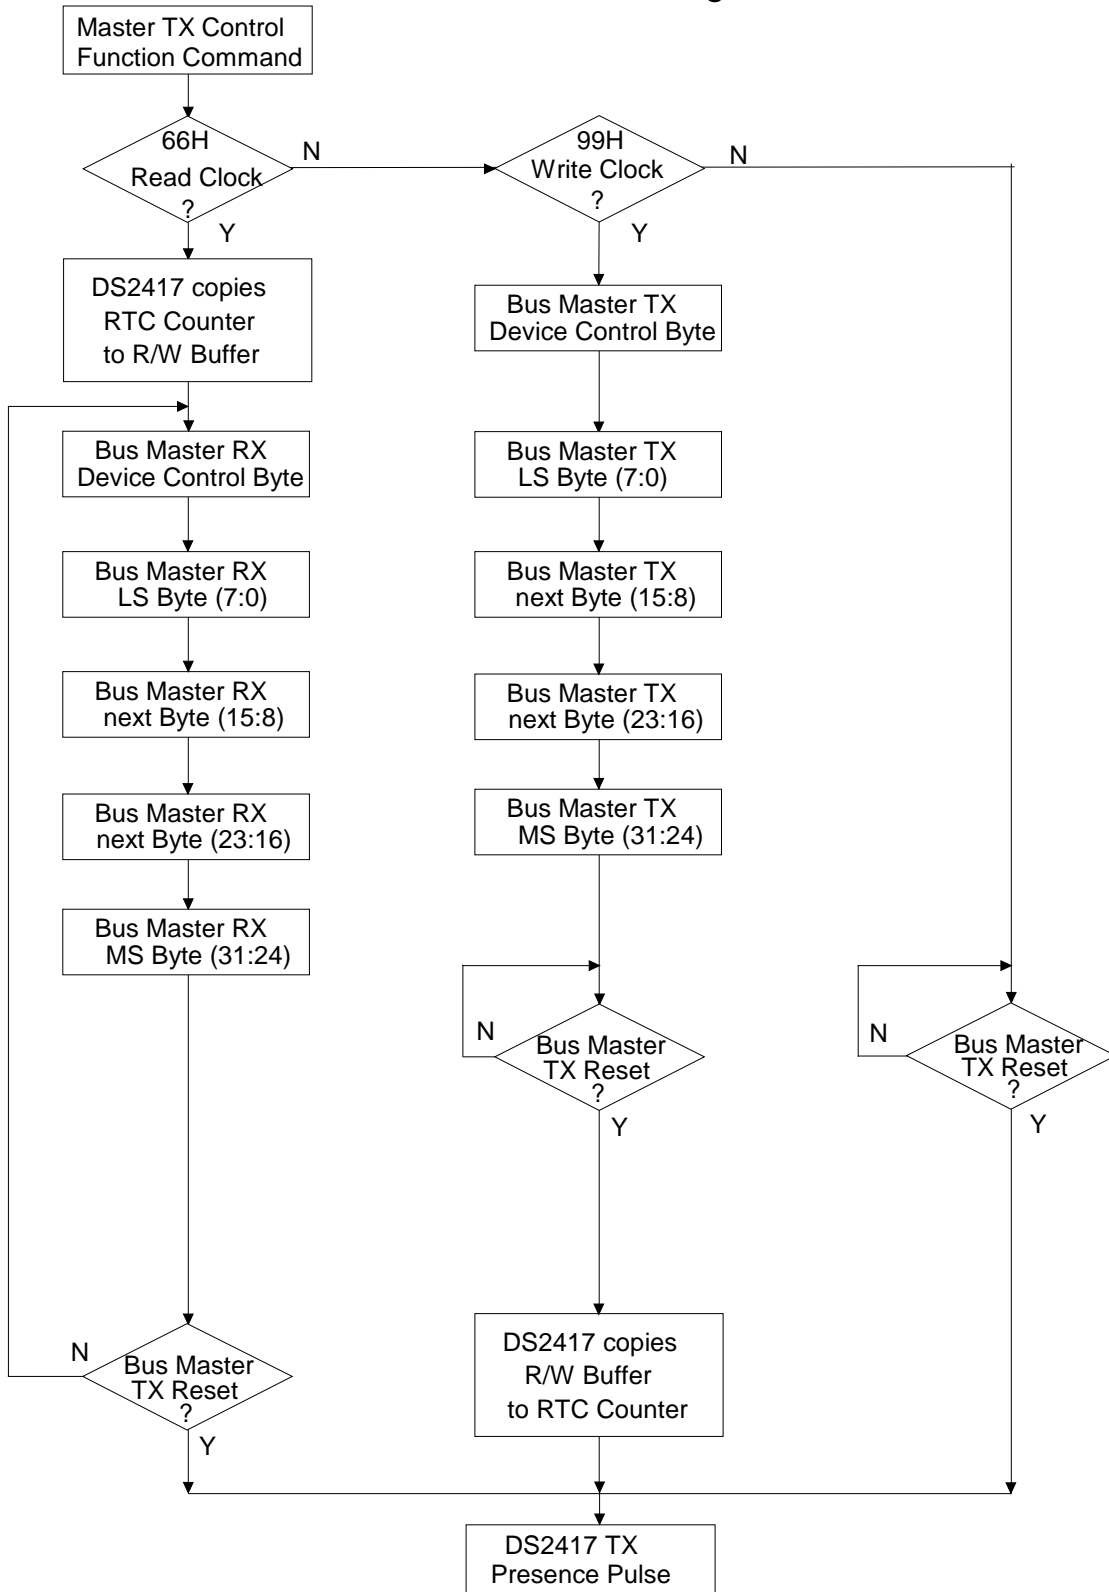 Master TX Control
Function Command
66H
Read Clock
?
N
Y
99H
Write Clock
?
N
Y
DS2417 copies
RTC Counter
to R/W Buffer
Bus Master RX
Device Control Byte
Bus Master RX
LS Byte (7:0)
Bus Master RX
next Byte (15:8)
Bus Master RX
next Byte (23:16)
Bus Master RX
MS Byte (31:24)
N
Bus Master
TX Reset
?
Y
Bus Master TX
Device Control Byte
Bus Master TX
LS Byte (7:0)
Bus Master TX
next Byte (15:8)
Bus Master TX
next Byte (23:16)
Bus Master TX
MS Byte (31:24)
N
Bus Master
TX Reset
?
Y
DS2417 copies
R/W Buffer
to RTC Counter
N
Bus Master
TX Reset
?
Y
DS2417 TX
Presence Pulse